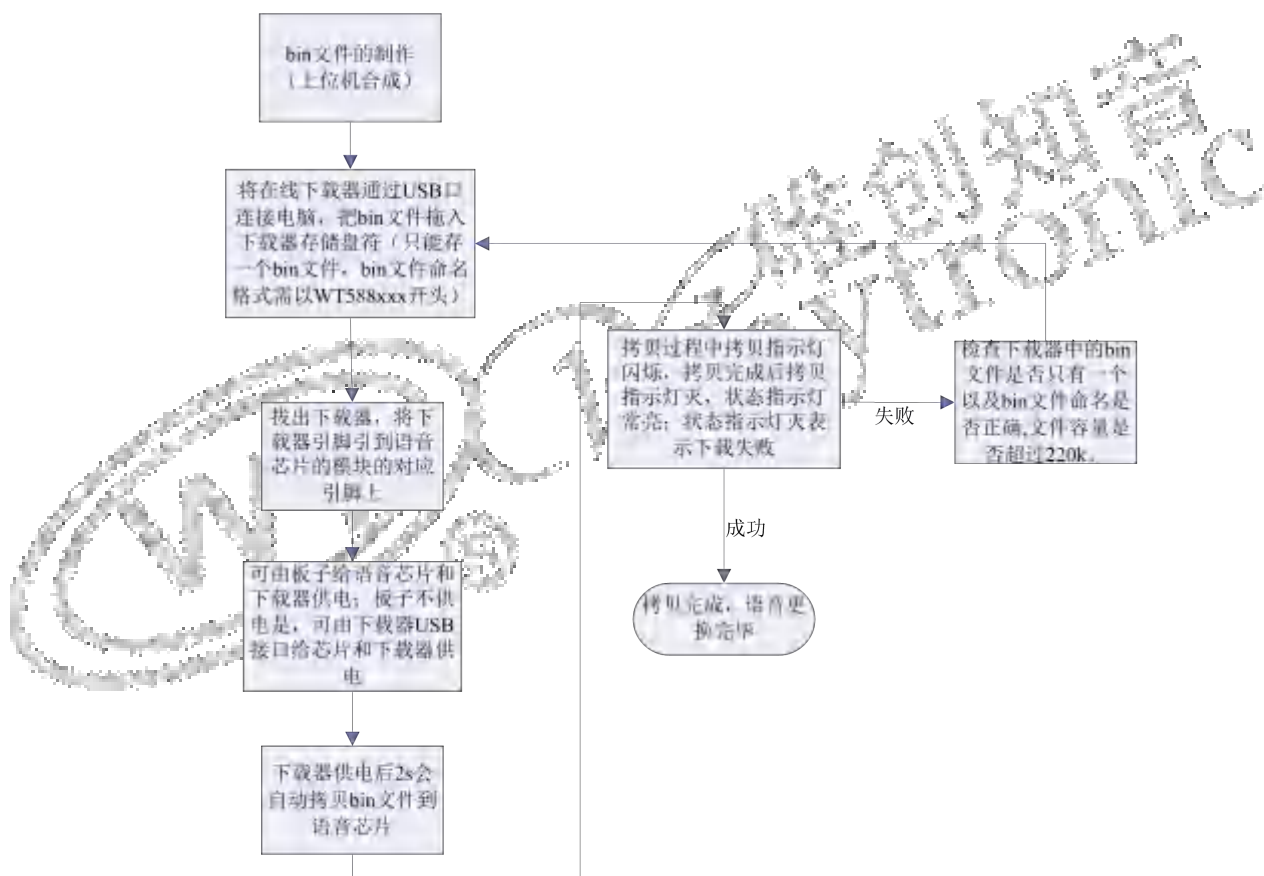 bin文件的制作
（上位机合成）
将在线下载器通过USB口
连接电脑，把bin文件拖入
下载器存储盘符（只能存
一个bin文件，bin文件命名
格式需以WT588xxx开头）
拔出下载器，将下
载器引脚引到语音
芯片的模块的对应
引脚上
可由板子给语音芯片和
下载器供电；板子不供
电是，可由下载器USB
接口给芯片和下载器供
电
下载器供电后2s会
自动拷贝bin文件到
语音芯片
拷贝过程中拷贝指示灯
闪烁，拷贝完成后拷贝
指示灯灭，状态指示灯
常亮；状态指示灯灭表
示下载失败
失败
检查下载器中的bin
文件是否只有一个
以及bin文件命名是
否正确,文件容量是
否超过220k。
成功
拷贝完成，语音更
换完毕
唯创知音
Waytronic
W
®